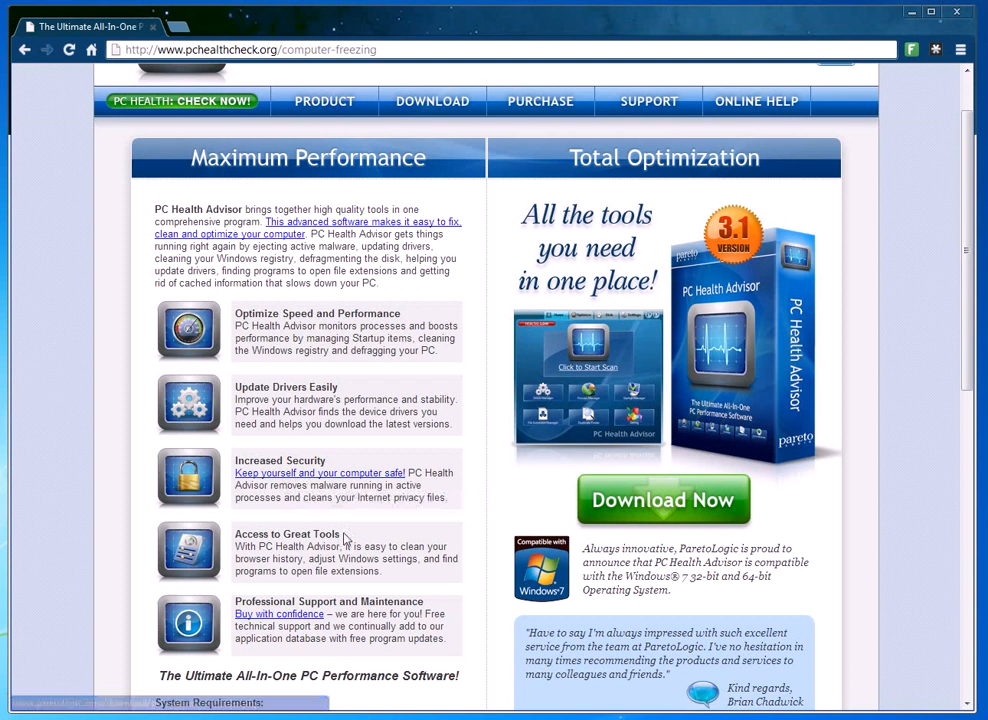 The Ultimate All-In-One P
http://www.pchealthcheck.org/computer-freezing
PC HEALTH: CHECK NOW!
PRODUCT
DOWNLOAD
PURCHASE
SUPPORT
ONLINE HELP
Maximum Performance
PC Health Advisor brings together high quality tools in one
comprehensive program. This advanced software makes it easy to fix,
clean and optimize your computer. PC Health Advisor gets things
running right again by ejecting active malware, updating drivers,
cleaning your Windows registry, defragmenting the disk, helping you
update drivers, finding programs to open file extensions and getting
rid of cached information that slows down your PC.
Optimize Speed and Performance
PC Health Advisor monitors processes and boosts
performance by managing Startup items, cleaning
the Windows registry and defragging your PC.
Update Drivers Easily
Improve your hardware's performance and stability.
PC Health Advisor finds the device drivers you
need and helps you download the latest versions.
Increased Security
Keep yourself and your computer safe! PC Health
Advisor removes malware running in active
processes and cleans your Internet privacy files.
Access to Great Tools
With PC Health Advisor, it is easy to clean your
browser history, adjust Windows settings, and find
programs to open file extensions.
Professional Support and Maintenance
Buy with confidence – we are here for you! Free
technical support and we continually add to our
application database with free program updates.
The Ultimate All-In-One PC Performance Software!
System Requirements:
Total Optimization
All the tools
you need
in one place!
3.1
VERSION
pareto
PC Health Advisor
PC Health Advisor
The Ultimate All-In-One
PC Performance Software
pareto
Click to Start Scan
PC Health Advisor
Download Now
Compatible with
Windows®7
Always innovative, ParetoLogic is proud to
announce that PC Health Advisor is compatible
with the Windows® 7 32-bit and 64-bit
Operating System.
"Have to say I'm always impressed with such excellent
service from the team at ParetoLogic. I've no hesitation in
many times recommending the products and services to
many colleagues and friends."
Kind regards,
Brian Chadwick